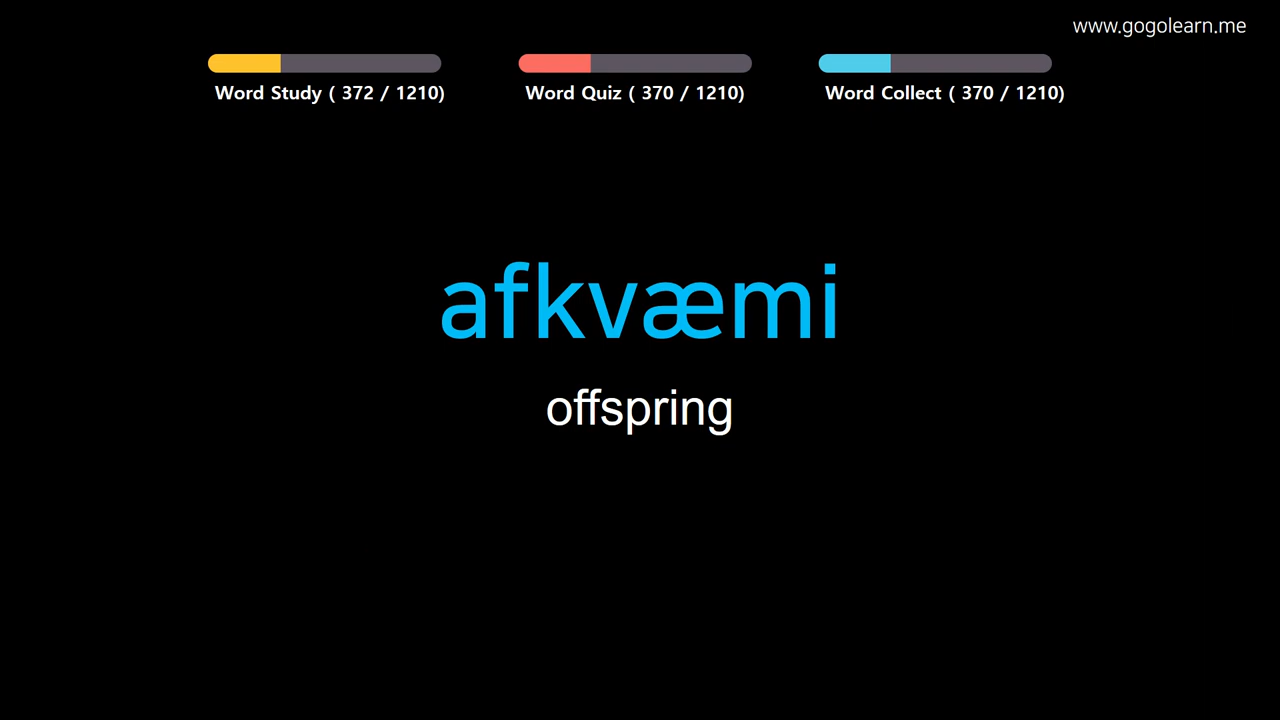 www.gogolearn.me
Word Study ( 372 / 1210)
Word Quiz ( 370 / 1210)
Word Collect ( 370 / 1210)
afkvæmi
offspring